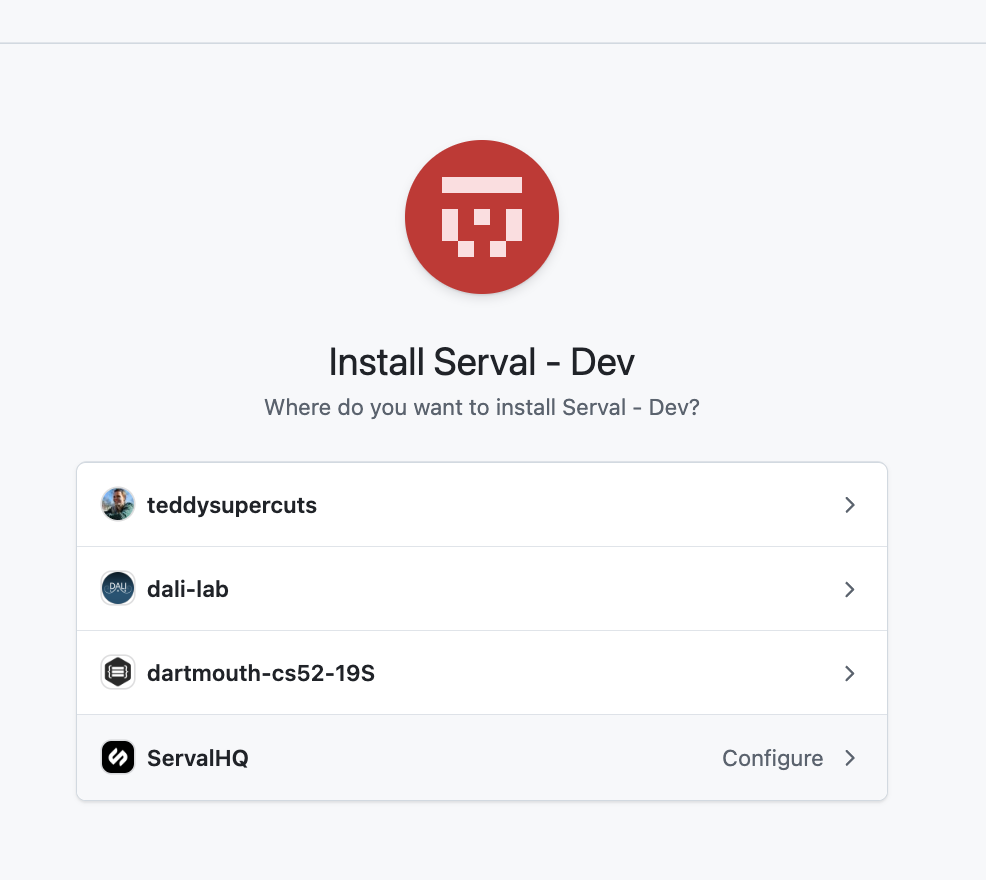 Install Serval - Dev
Where do you want to install Serval - Dev?
teddysupercuts
DALI
dali-lab
dartmouth-cs52-19S
ServalHQ Configure